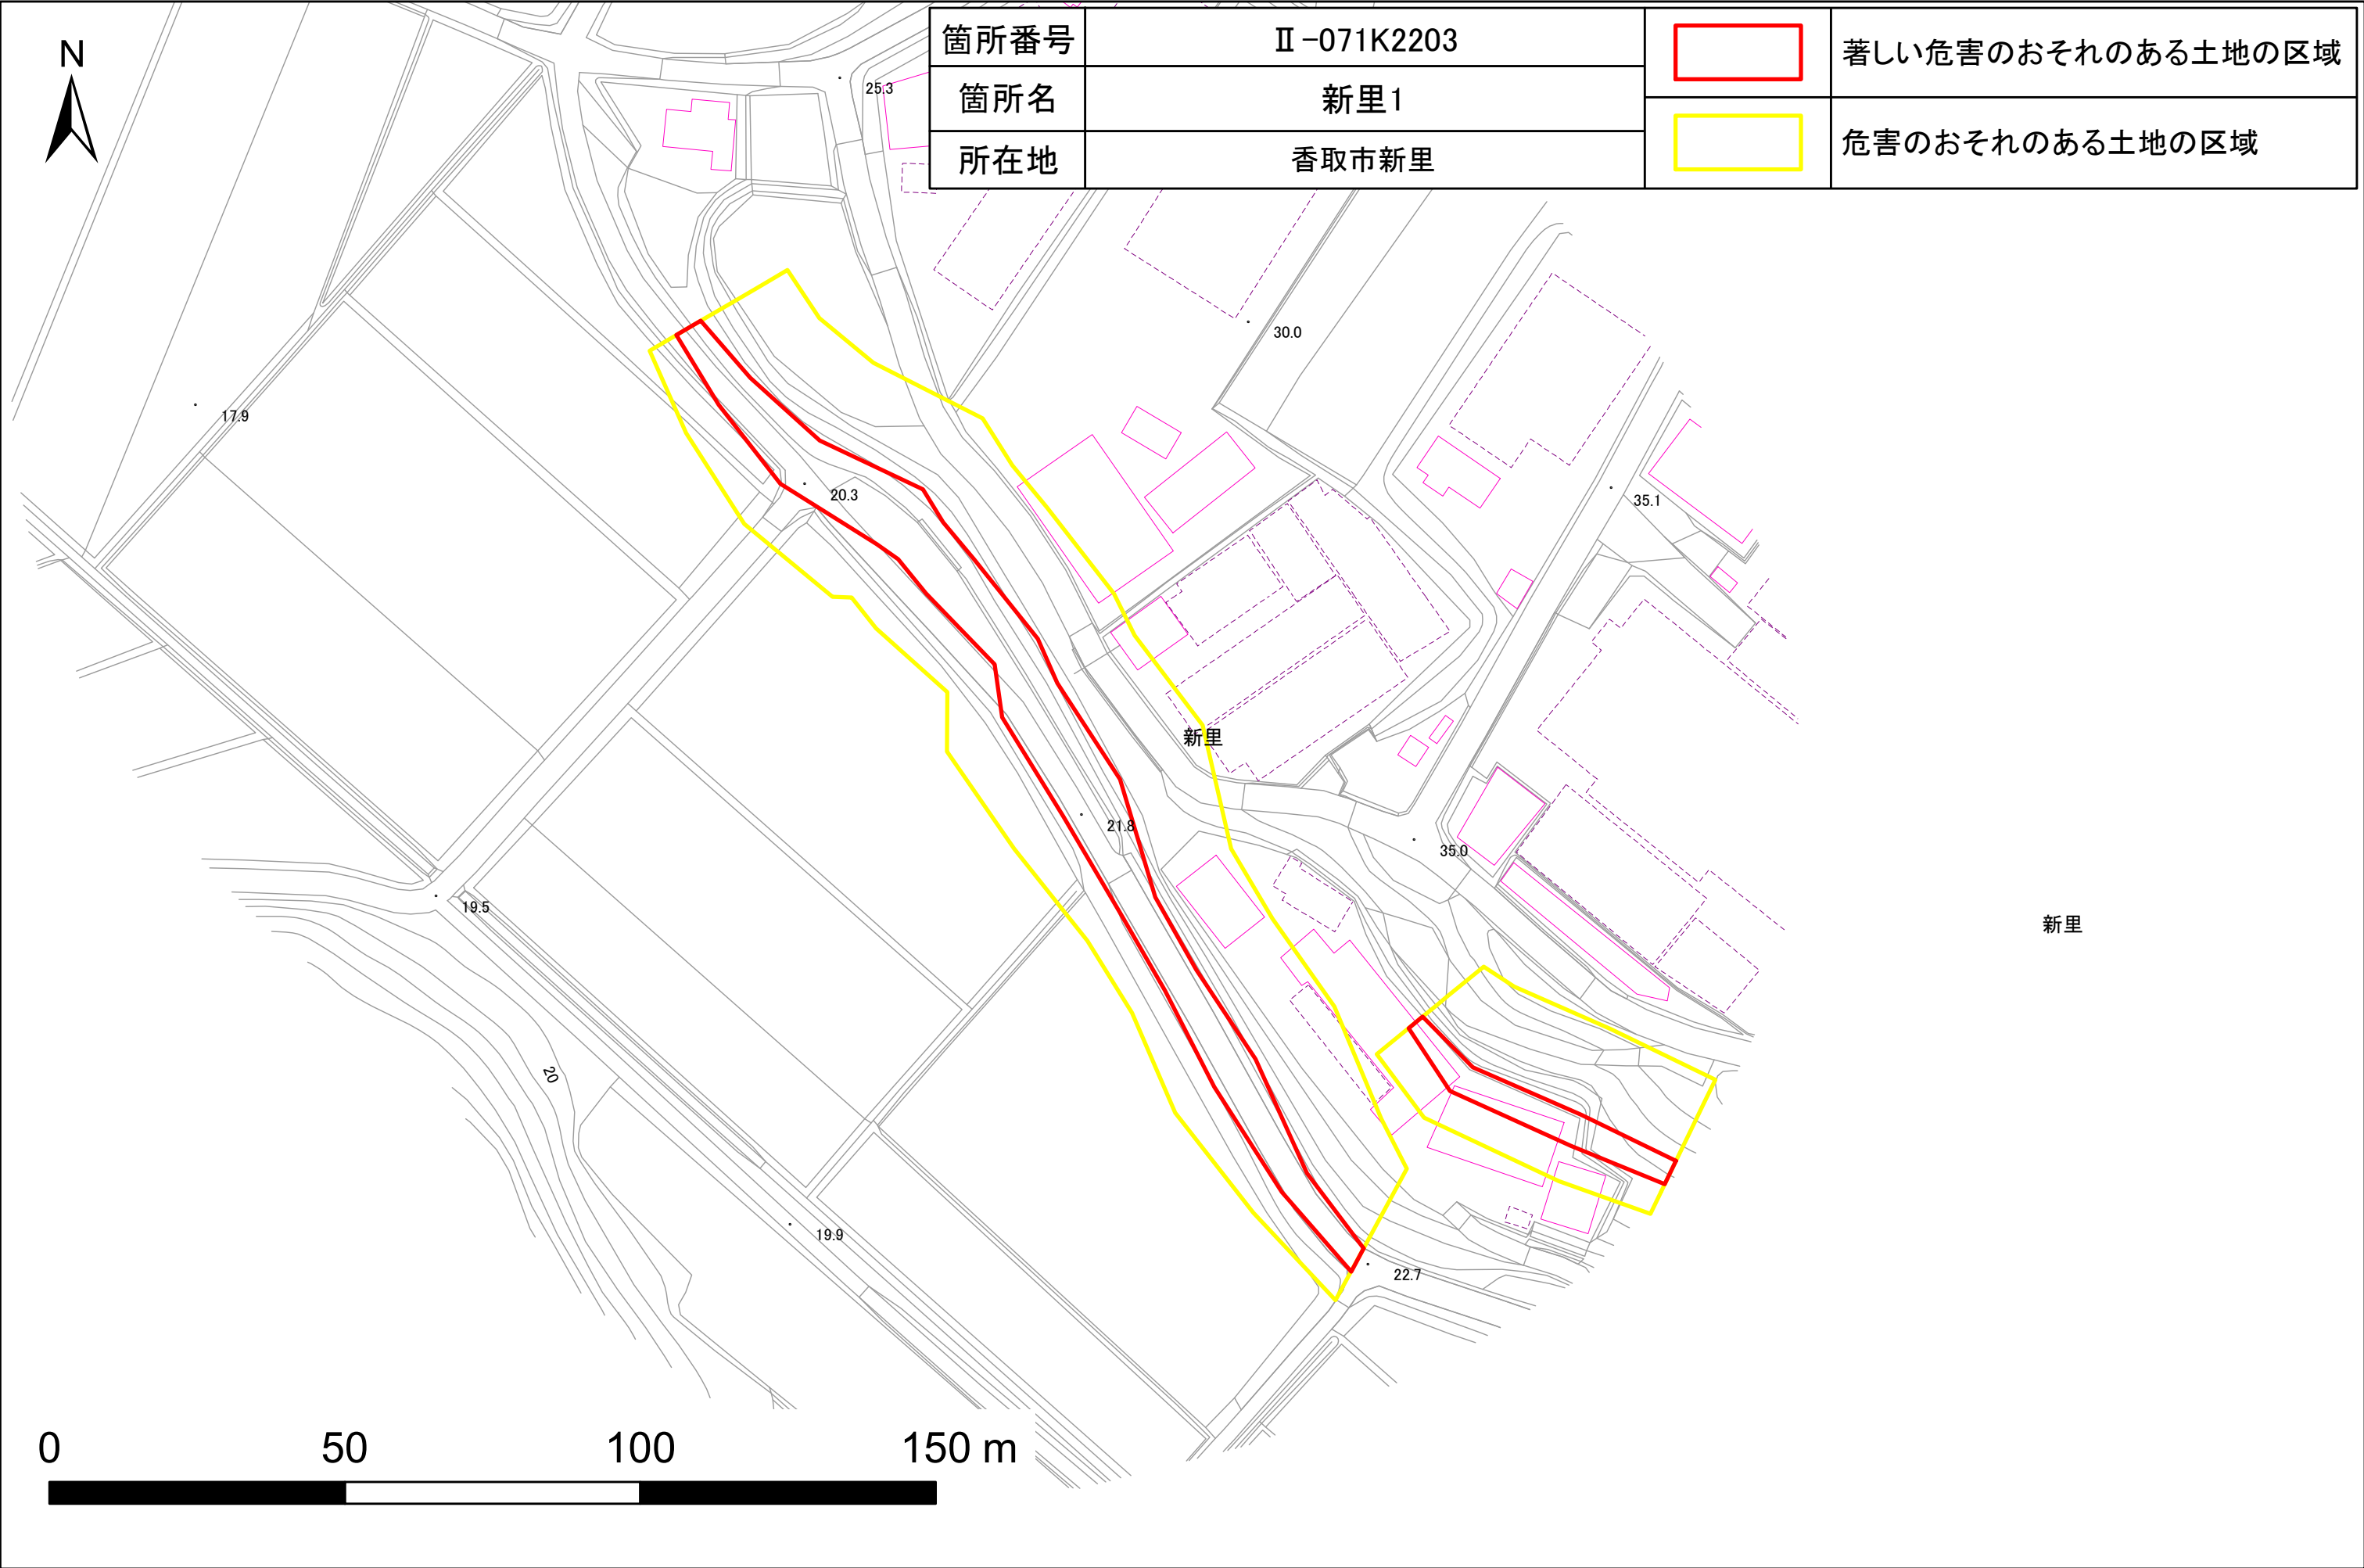 N
箇所番号 Ⅱ-071K2203
箇所名 新里1
所在地 香取市新里
著しい危害のおそれのある土地の区域
危害のおそれのある土地の区域
25.3
30.0
17.9
20.3
35.1
新里
21.8
35.0
19.5
新里
20
19.9
22.7
0 50 100 150 m